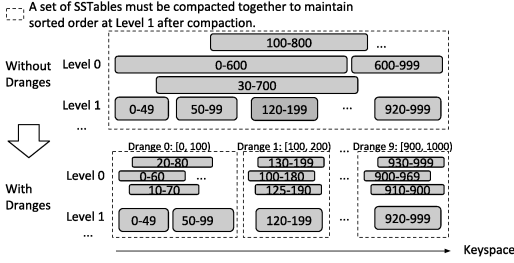 A set of SSTables must be compacted together to maintain
sorted order at Level 1 after compaction.
Without
Dranges
100-800 ...
Level 0 0-600 600-999
30-700
Level 1 0-49 50-99 120-199 ... 920-999
...
With
Dranges
Drange 0: [0, 100) Drange 1: [100, 200) ... Drange 9: [900, 1000)
20-80 130-199 930-999
Level 0 0-60 ... 100-180 ... 900-969
10-70 125-190 910-900
Level 1 0-49 50-99 120-199 ... 920-999
...
Keyspace